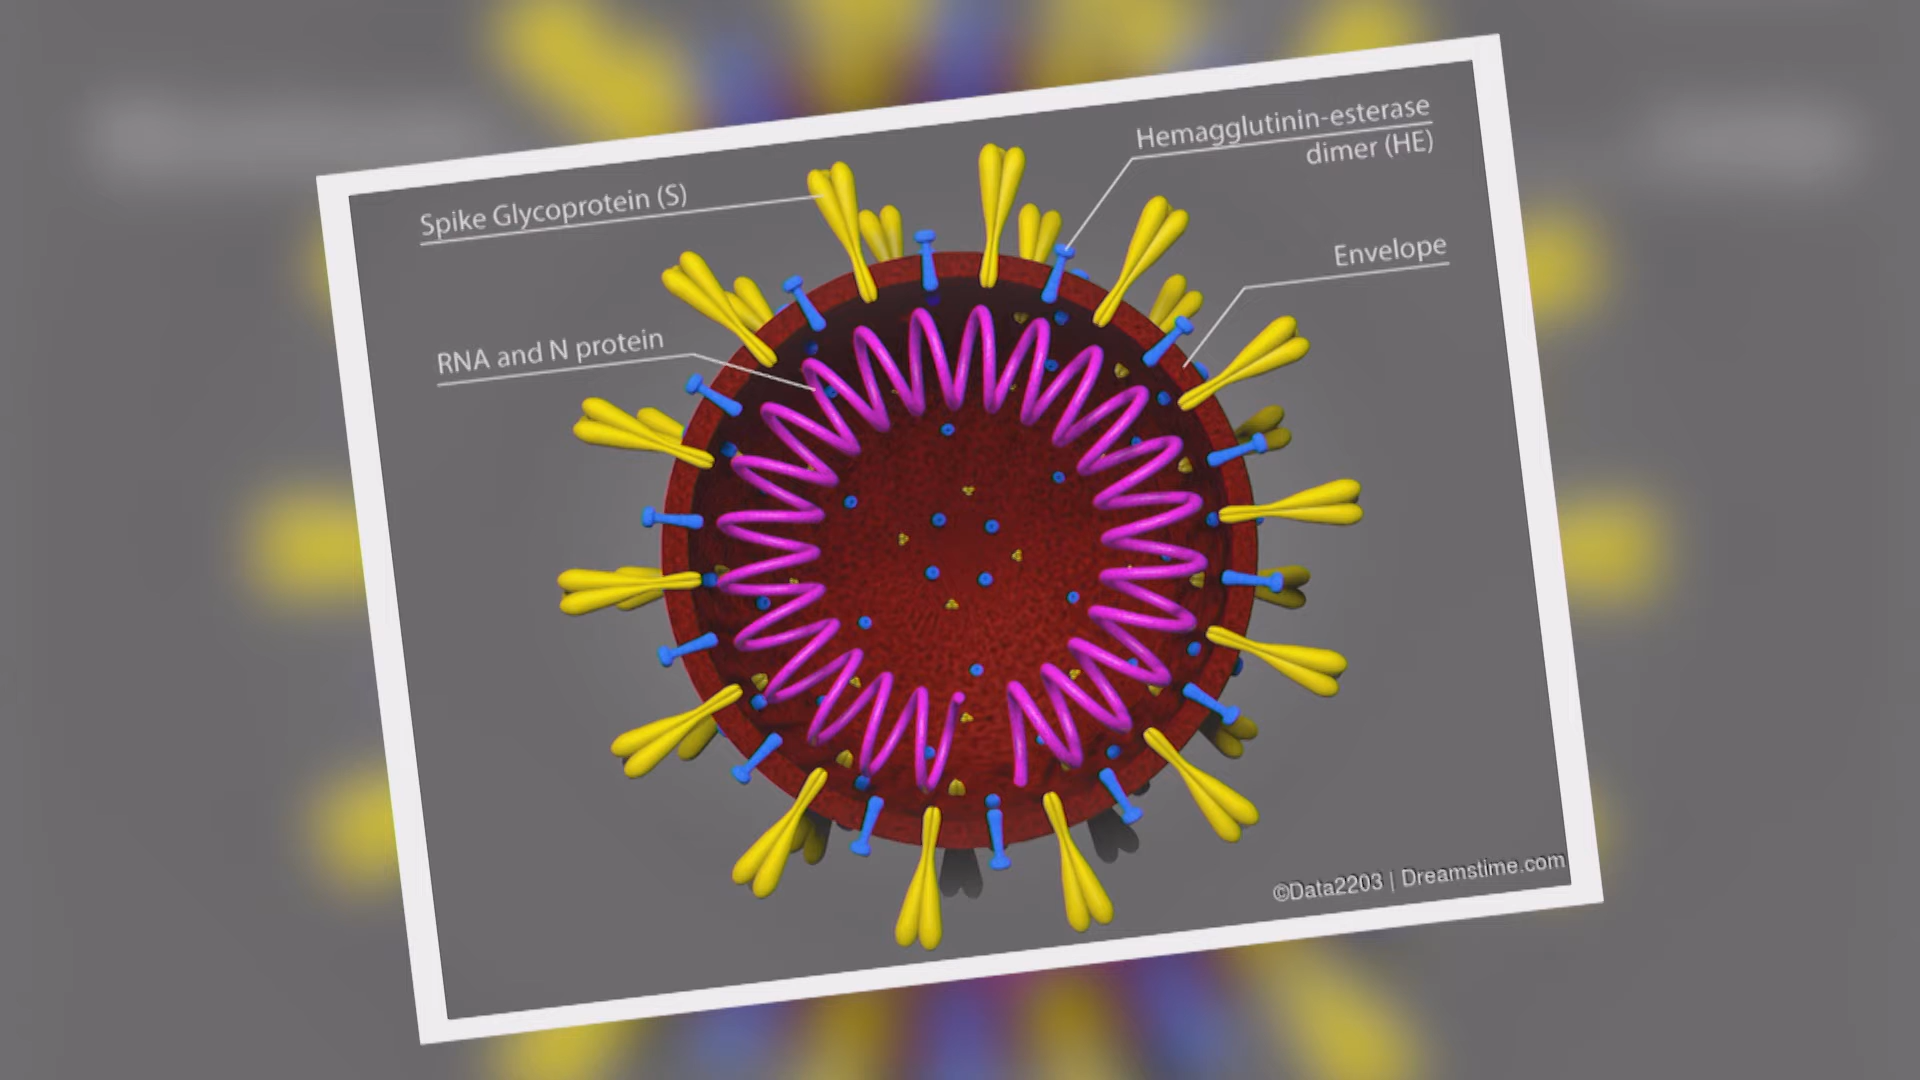 Spike Glycoprotein (S)
Hemagglutinin-esterase
dimer (HE)
Envelope
RNA and N protein
©Data2203 | Dreamstime.com